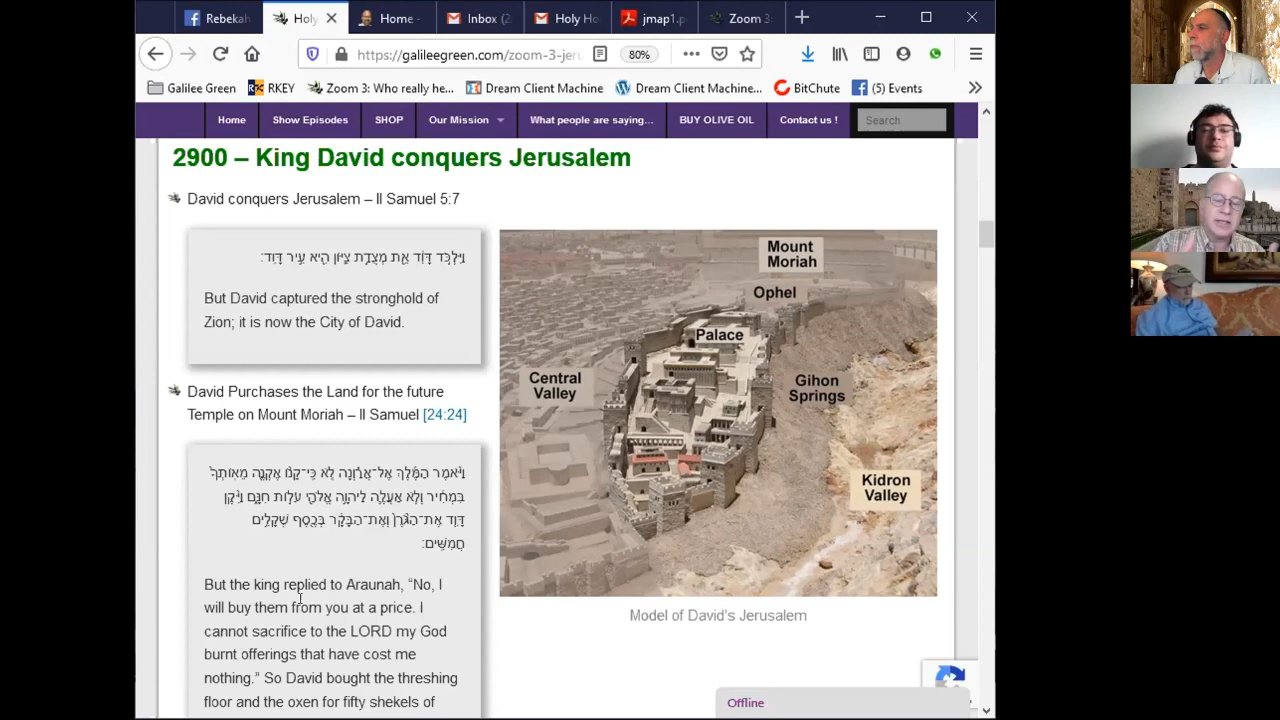 Rebekah
Holy
Home -
Inbox (2
Holy Ho
jmap1.p
Zoom 3:
https://galileegreen.com/zoom-3-jer
80%
Galilee Green
RKEY
Zoom 3: Who really he...
Dream Client Machine
Dream Client Machine...
BitChute
(5) Events
Home
Show Episodes
SHOP
Our Mission
What people are saying...
BUY OLIVE OIL
Contact us !
Search
2900 – King David conquers Jerusalem
David conquers Jerusalem – II Samuel 5:7
וַיִּלְכֹּ֣ד דָּוִ֔ד אֵ֖ת מְצֻדַ֣ת צִיּ֑וֹן הִ֖יא עִ֥יר דָּוִֽד׃
But David captured the stronghold of
Zion; it is now the City of David.
David Purchases the Land for the future
Temple on Mount Moriah – II Samuel [24:24]
וַיֹּ֨אמֶר הַמֶּ֜לֶךְ אֶל־אֲרַ֗וְנָה לֹ֚א כִּֽי־קָנ֨וֹ אֶקְנֶ֤ה מֵאֽוֹתְךָ֙
בִּמְחִ֔יר וְלֹ֧א אַעֲלֶ֛ה לַיהוָ֥ה אֱלֹהַ֖י עֹל֣וֹת חִנָּ֑ם וַיִּ֨קֶן
דָּוִ֤ד אֶת־הַגֹּ֙רֶן֙ וְאֶת־הַבָּקָ֔ר בְּכֶ֖סֶף שְׁקָלִ֥ים
חֲמִשִּֽׁים׃
But the king replied to Araunah, “No, I
will buy them from you at a price. I
cannot sacrifice to the LORD my God
burnt offerings that have cost me
nothing.” So David bought the threshing
floor and the oxen for fifty shekels of
Mount
Moriah
Ophel
Palace
Central
Valley
Gihon
Springs
Kidron
Valley
Model of David's Jerusalem
Offline